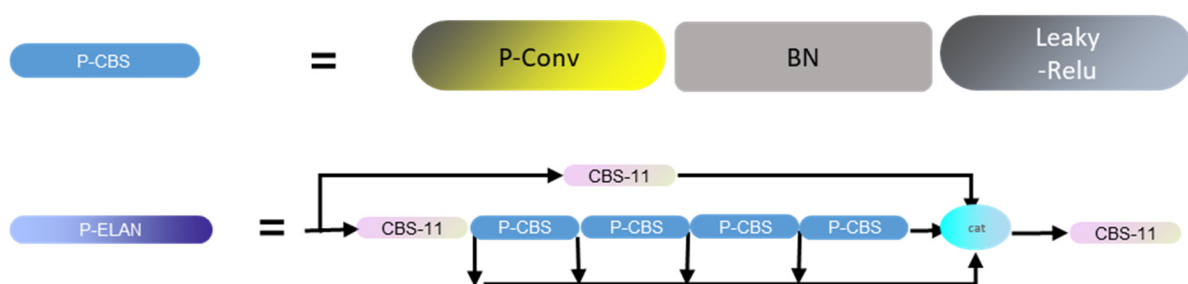 P-CBS = P-Conv BN Leaky
-Relu
CBS-11
P-ELAN = CBS-11 P-CBS P-CBS P-CBS P-CBS cat CBS-11